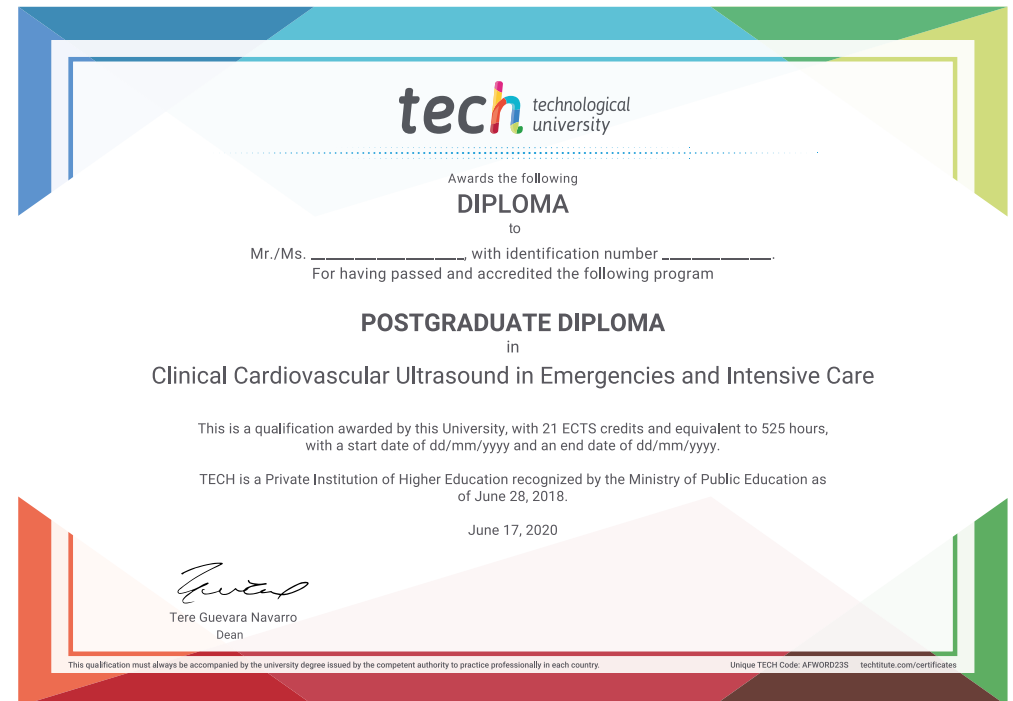 tech technological
university
Awards the following
DIPLOMA
to
Mr./Ms. ____________________, with identification number ______________.
For having passed and accredited the following program
POSTGRADUATE DIPLOMA
in
Clinical Cardiovascular Ultrasound in Emergencies and Intensive Care
This is a qualification awarded by this University, with 21 ECTS credits and equivalent to 525 hours,
with a start date of dd/mm/yyyy and an end date of dd/mm/yyyy.
TECH is a Private Institution of Higher Education recognized by the Ministry of Public Education as
of June 28, 2018.
June 17, 2020
Tere Guevara Navarro
Dean
This qualification must always be accompanied by the university degree issued by the competent authority to practice professionally in each country.
Unique TECH Code: AFWORD23S techtitute.com/certificates